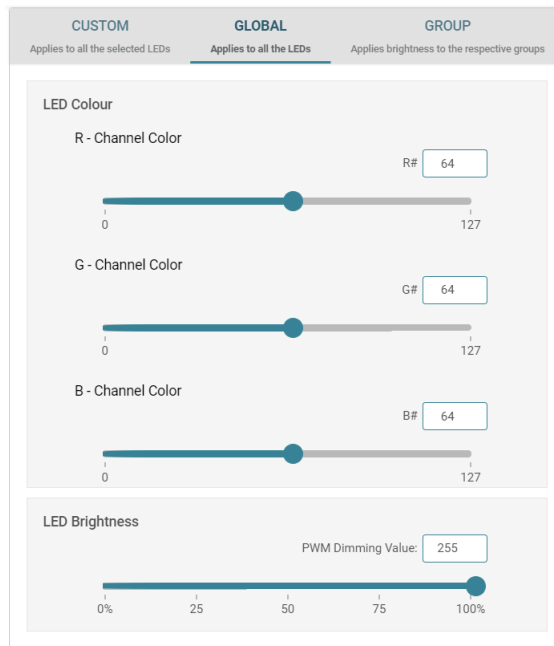 CUSTOM GLOBAL GROUP
Applies to all the selected LEDs Applies to all the LEDs Applies brightness to the respective groups
LED Colour
R - Channel Color
R# 64
0 127
G - Channel Color
G# 64
0 127
B - Channel Color
B# 64
0 127
LED Brightness
PWM Dimming Value: 255
0% 25 50 75 100%